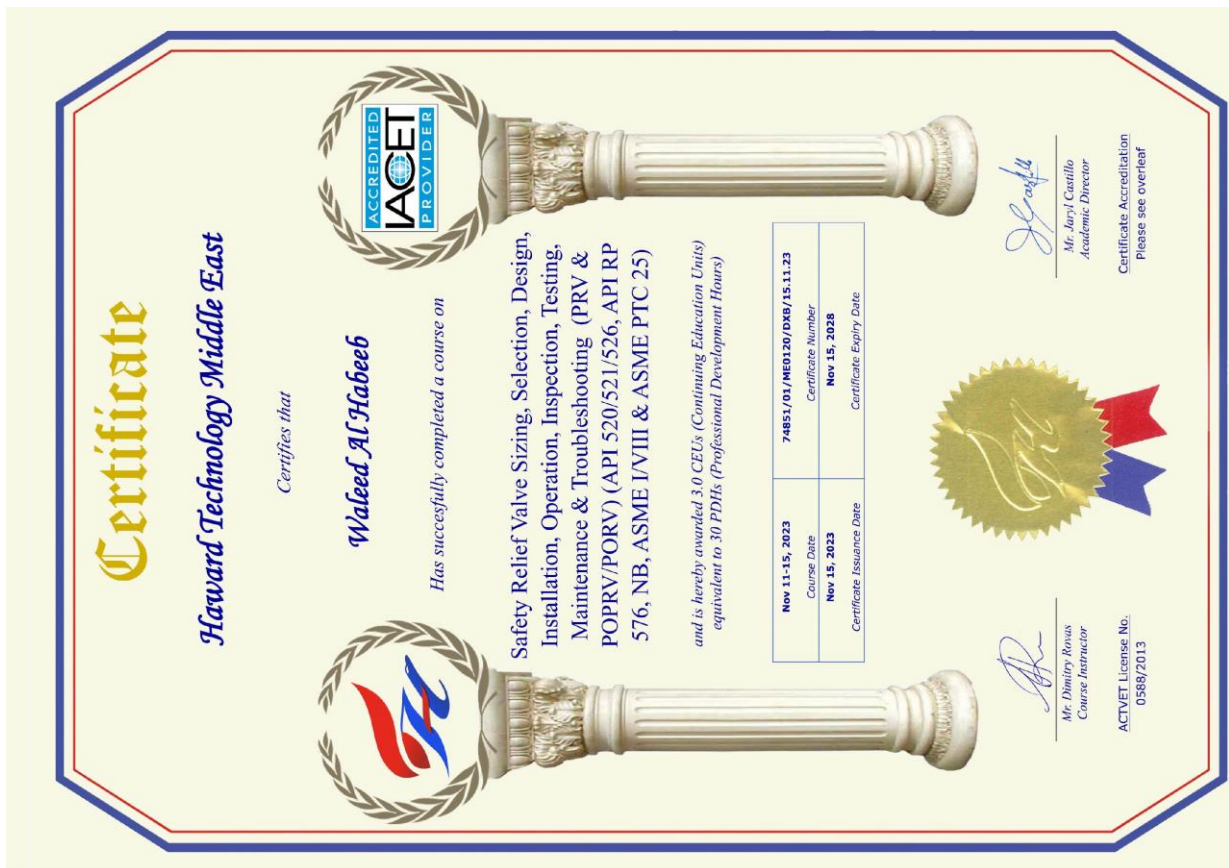 Certificate
Haward Technology Middle East
Certifies that
Waleed Al Habeeb
Has succesfully completed a course on
Safety Relief Valve Sizing, Selection, Design,
Installation, Operation, Inspection, Testing,
Maintenance & Troubleshooting (PRV &
POPRV/PORV) (API 520/521/526, API RP
576, NB, ASME I/VIII & ASME PTC 25)
and is hereby awarded 3.0 CEUs (Continuing Education Units)
equivalent to 30 PDHs (Professional Development Hours)
Nov 11-15, 2023
Course Date
74851/01/ME0120/DXB/15.11.23
Certificate Number
Nov 15, 2023
Certificate Issuance Date
Nov 15, 2028
Certificate Expiry Date
Mr. Dimitry Rovas
Course Instructor
Mr. Jaryl Castillo
Academic Director
ACTVET License No.
0588/2013
Certificate Accreditation
Please see overleaf
ACCREDITED
IACET
PROVIDER